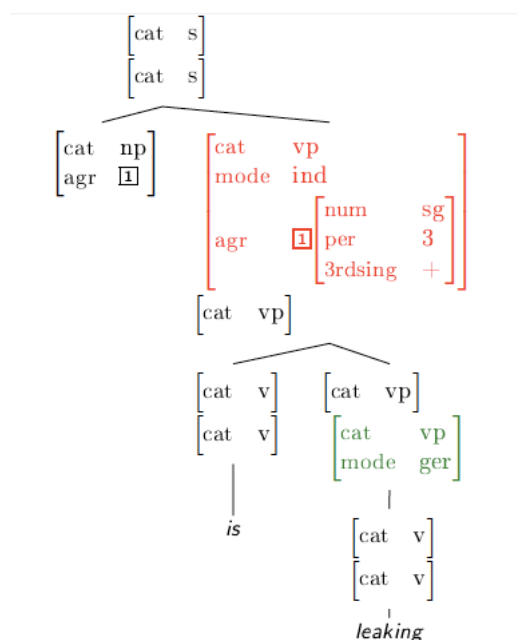 cat s
cat s
cat np
agr 1
cat vp
mode ind
agr 1 num sg
per 3
3rdsing +
cat vp
cat v
cat v
is
cat vp
cat vp
mode ger
cat v
cat v
leaking